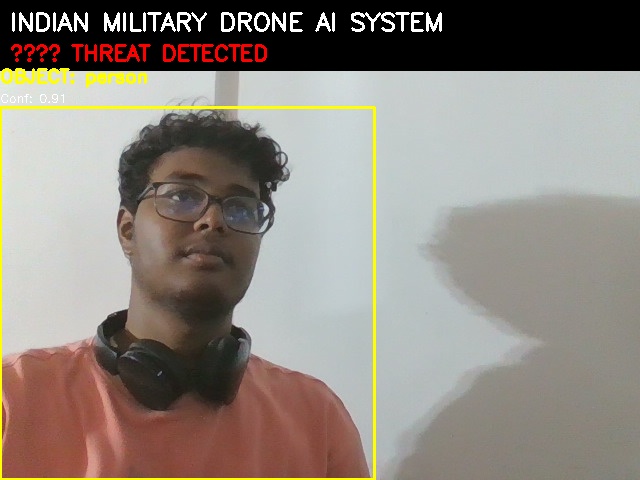 INDIAN MILITARY DRONE AI SYSTEM
???? THREAT DETECTED
OBJECT: person
Conf: 0.91